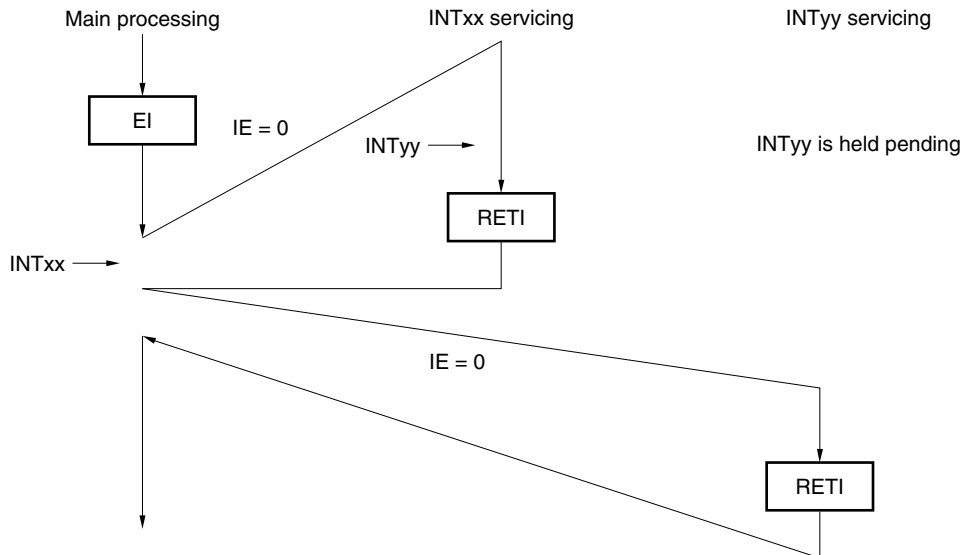 Main processing
INTxx servicing
INTyy servicing
EI
IE = 0
INTyy
INTyy is held pending
RETI
INTxx
IE = 0
RETI